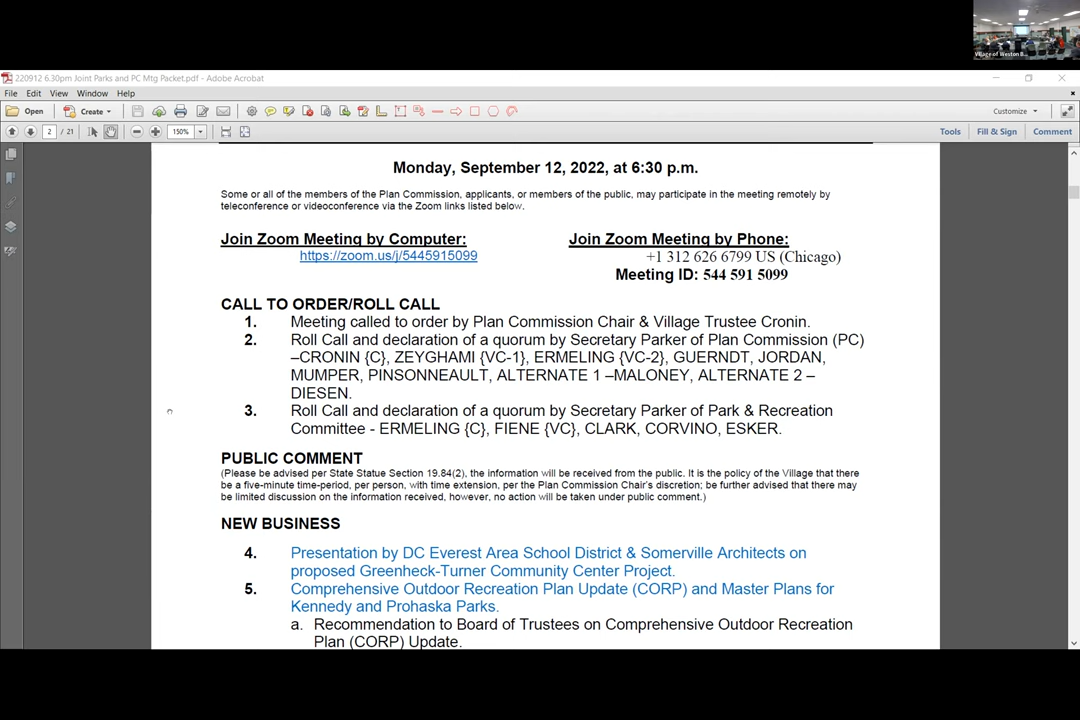 Village of Weston B...
220912 6.30pm Joint Parks and PC Mtg Packet.pdf - Adobe Acrobat
File Edit View Window Help
Open Create Customize
2 / 21 150% Tools Fill & Sign Comment
Monday, September 12, 2022, at 6:30 p.m.
Some or all of the members of the Plan Commission, applicants, or members of the public, may participate in the meeting remotely by
teleconference or videoconference via the Zoom links listed below.
Join Zoom Meeting by Computer:
https://zoom.us/j/5445915099
Join Zoom Meeting by Phone:
+1 312 626 6799 US (Chicago)
Meeting ID: 544 591 5099
CALL TO ORDER/ROLL CALL
1. Meeting called to order by Plan Commission Chair & Village Trustee Cronin.
2. Roll Call and declaration of a quorum by Secretary Parker of Plan Commission (PC)
–CRONIN {C}, ZEYGHAMI {VC-1}, ERMELING {VC-2}, GUERNDT, JORDAN,
MUMPER, PINSONNEAULT, ALTERNATE 1 –MALONEY, ALTERNATE 2 –
DIESEN.
3. Roll Call and declaration of a quorum by Secretary Parker of Park & Recreation
Committee - ERMELING {C}, FIENE {VC}, CLARK, CORVINO, ESKER.
PUBLIC COMMENT
(Please be advised per State Statue Section 19.84(2), the information will be received from the public. It is the policy of the Village that there
be a five-minute time-period, per person, with time extension, per the Plan Commission Chair's discretion; be further advised that there may
be limited discussion on the information received, however, no action will be taken under public comment.)
NEW BUSINESS
4. Presentation by DC Everest Area School District & Somerville Architects on
proposed Greenheck-Turner Community Center Project.
5. Comprehensive Outdoor Recreation Plan Update (CORP) and Master Plans for
Kennedy and Prohaska Parks.
a. Recommendation to Board of Trustees on Comprehensive Outdoor Recreation
Plan (CORP) Update.